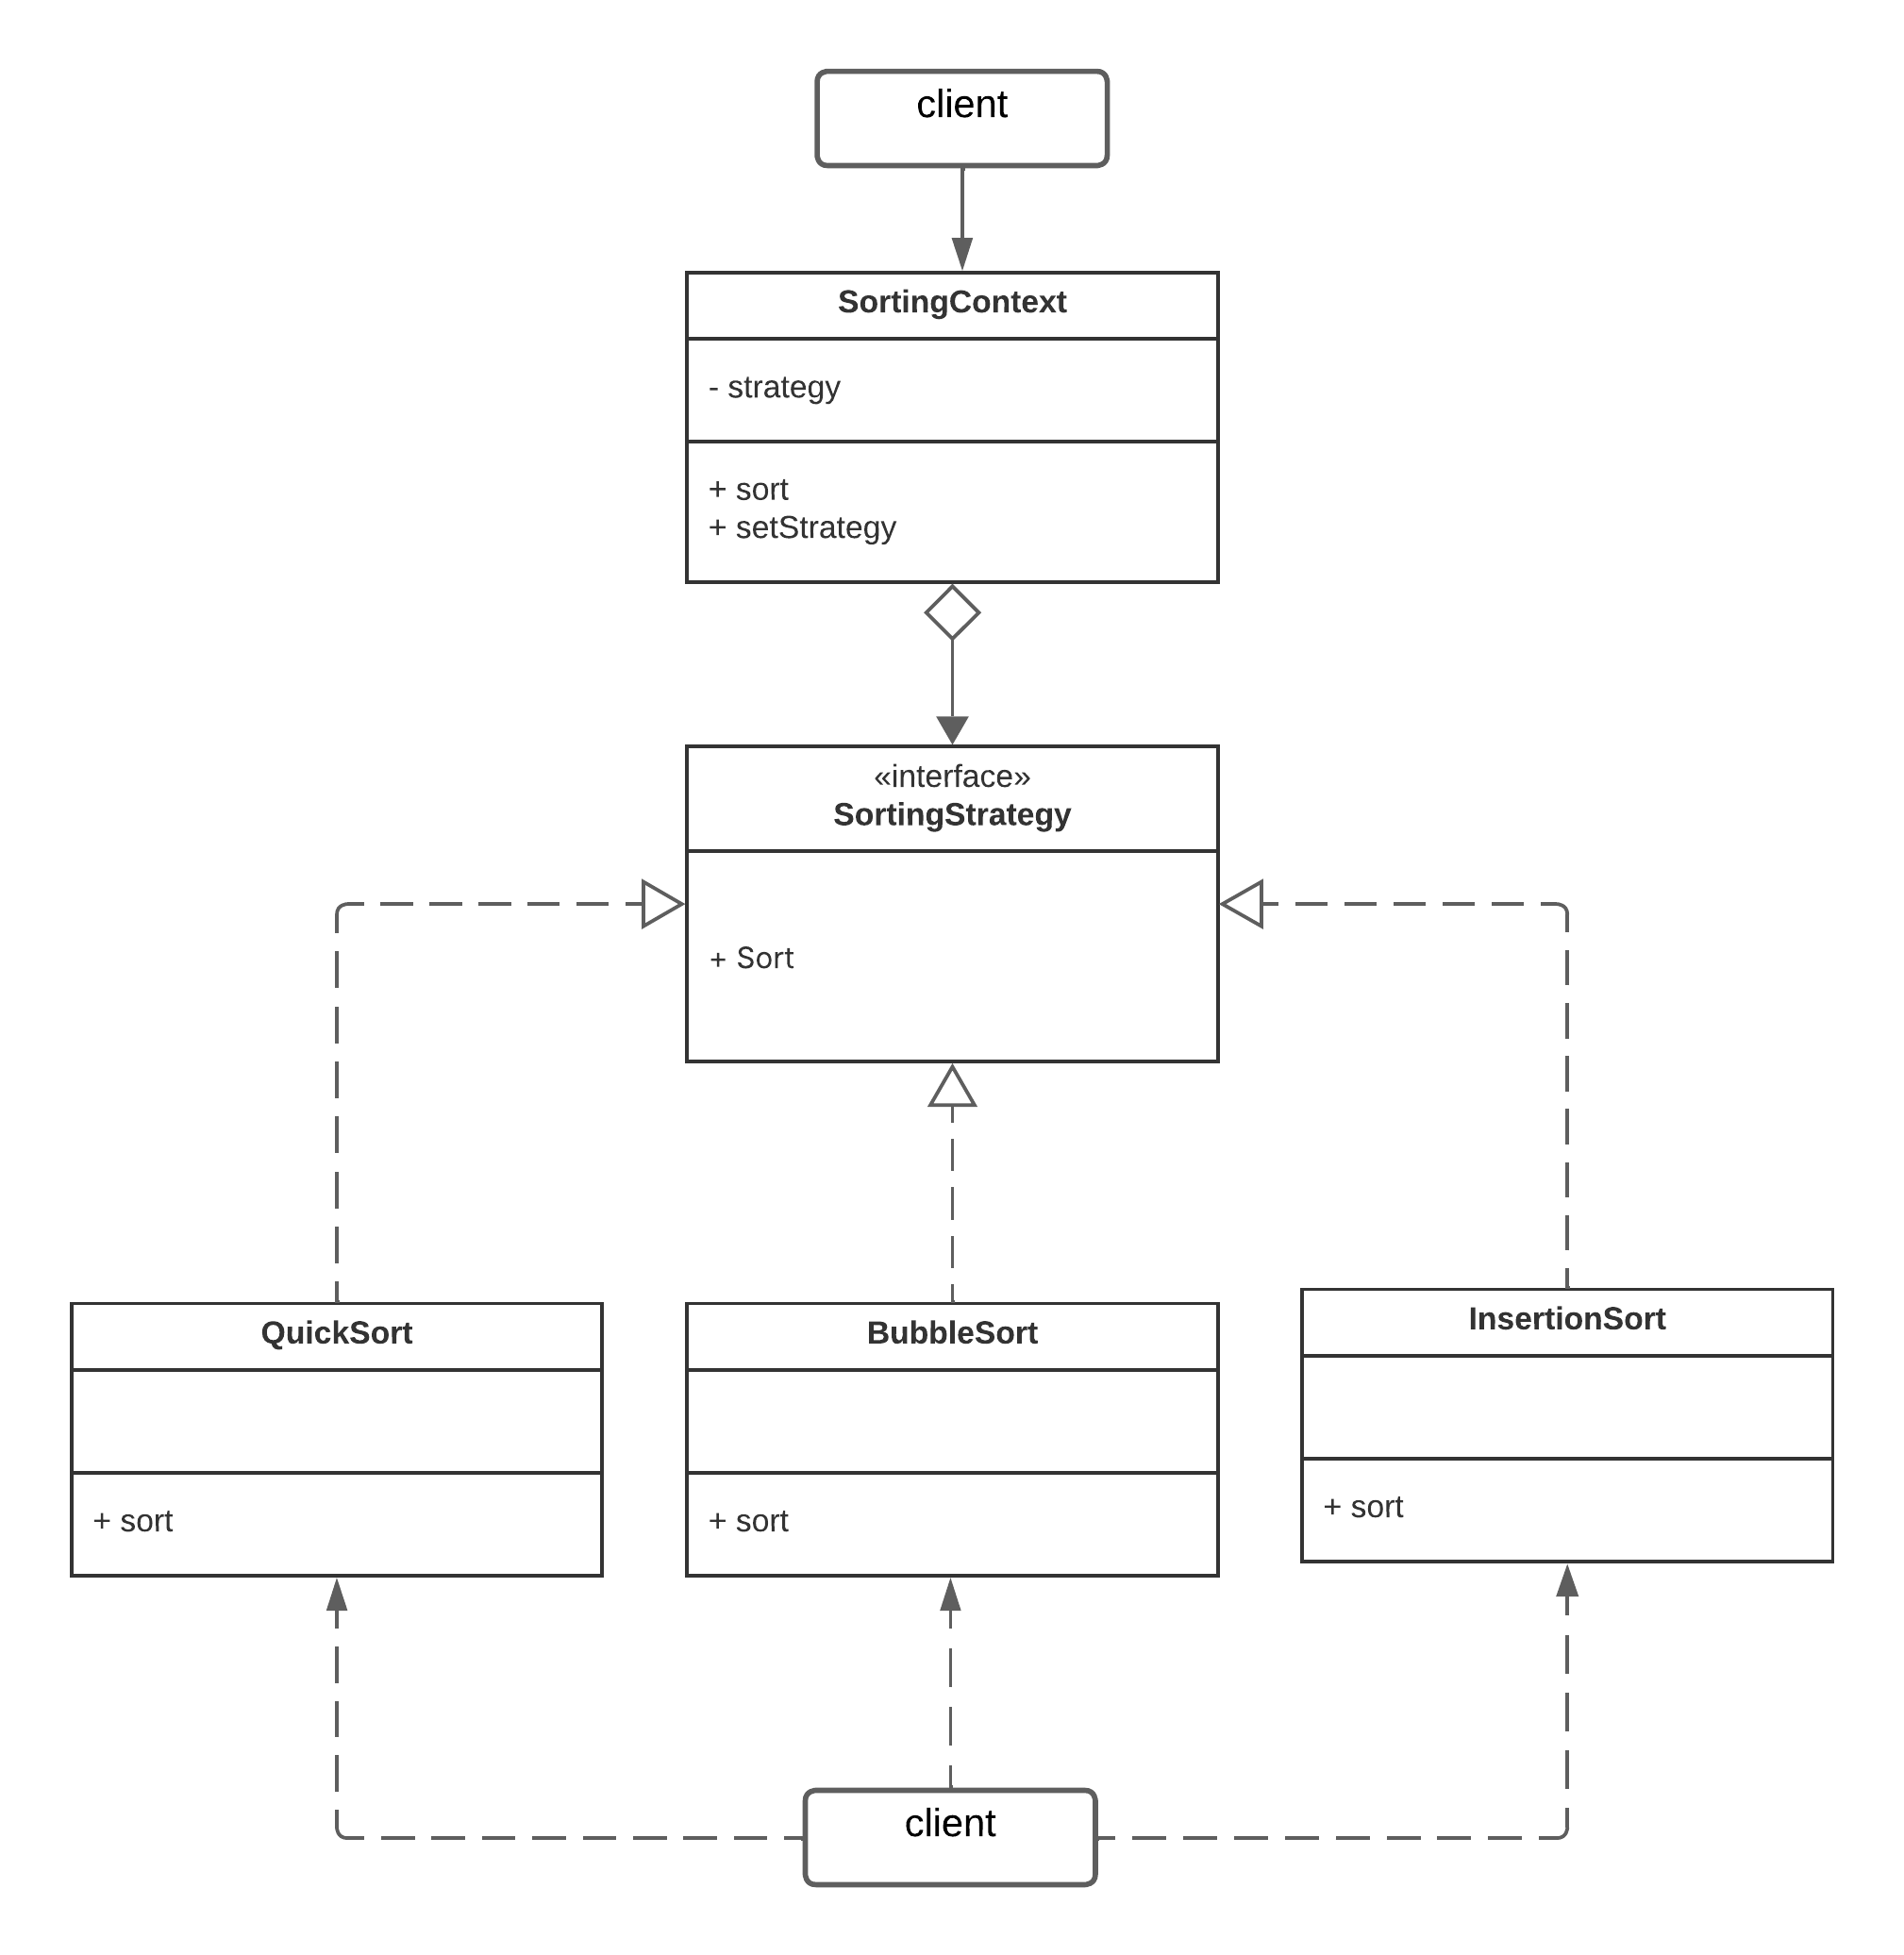 client
SortingContext
- strategy
+ sort
+ setStrategy
«interface»
SortingStrategy
+ Sort
QuickSort
+ sort
BubbleSort
+ sort
InsertionSort
+ sort
client